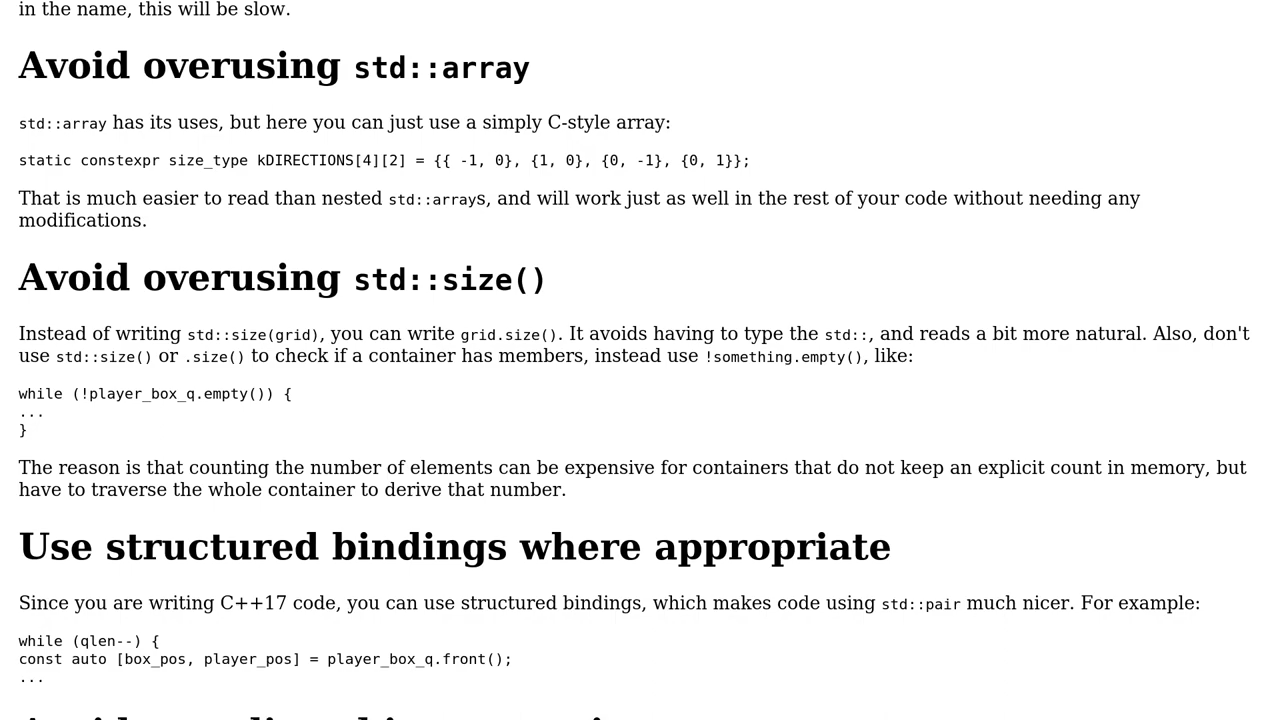 in the name, this will be slow.
Avoid overusing std::array
std::array has its uses, but here you can just use a simply C-style array:
static constexpr size_type kDIRECTIONS[4][2] = {{ -1, 0}, {1, 0}, {0, -1}, {0, 1}};
That is much easier to read than nested std::arrays, and will work just as well in the rest of your code without needing any
modifications.
Avoid overusing std::size()
Instead of writing std::size(grid), you can write grid.size(). It avoids having to type the std::, and reads a bit more natural. Also, don't
use std::size() or .size() to check if a container has members, instead use !something.empty(), like:
while (!player_box_q.empty()) {
...
}
The reason is that counting the number of elements can be expensive for containers that do not keep an explicit count in memory, but
have to traverse the whole container to derive that number.
Use structured bindings where appropriate
Since you are writing C++17 code, you can use structured bindings, which makes code using std::pair much nicer. For example:
while (qlen--) {
const auto [box_pos, player_pos] = player_box_q.front();
...